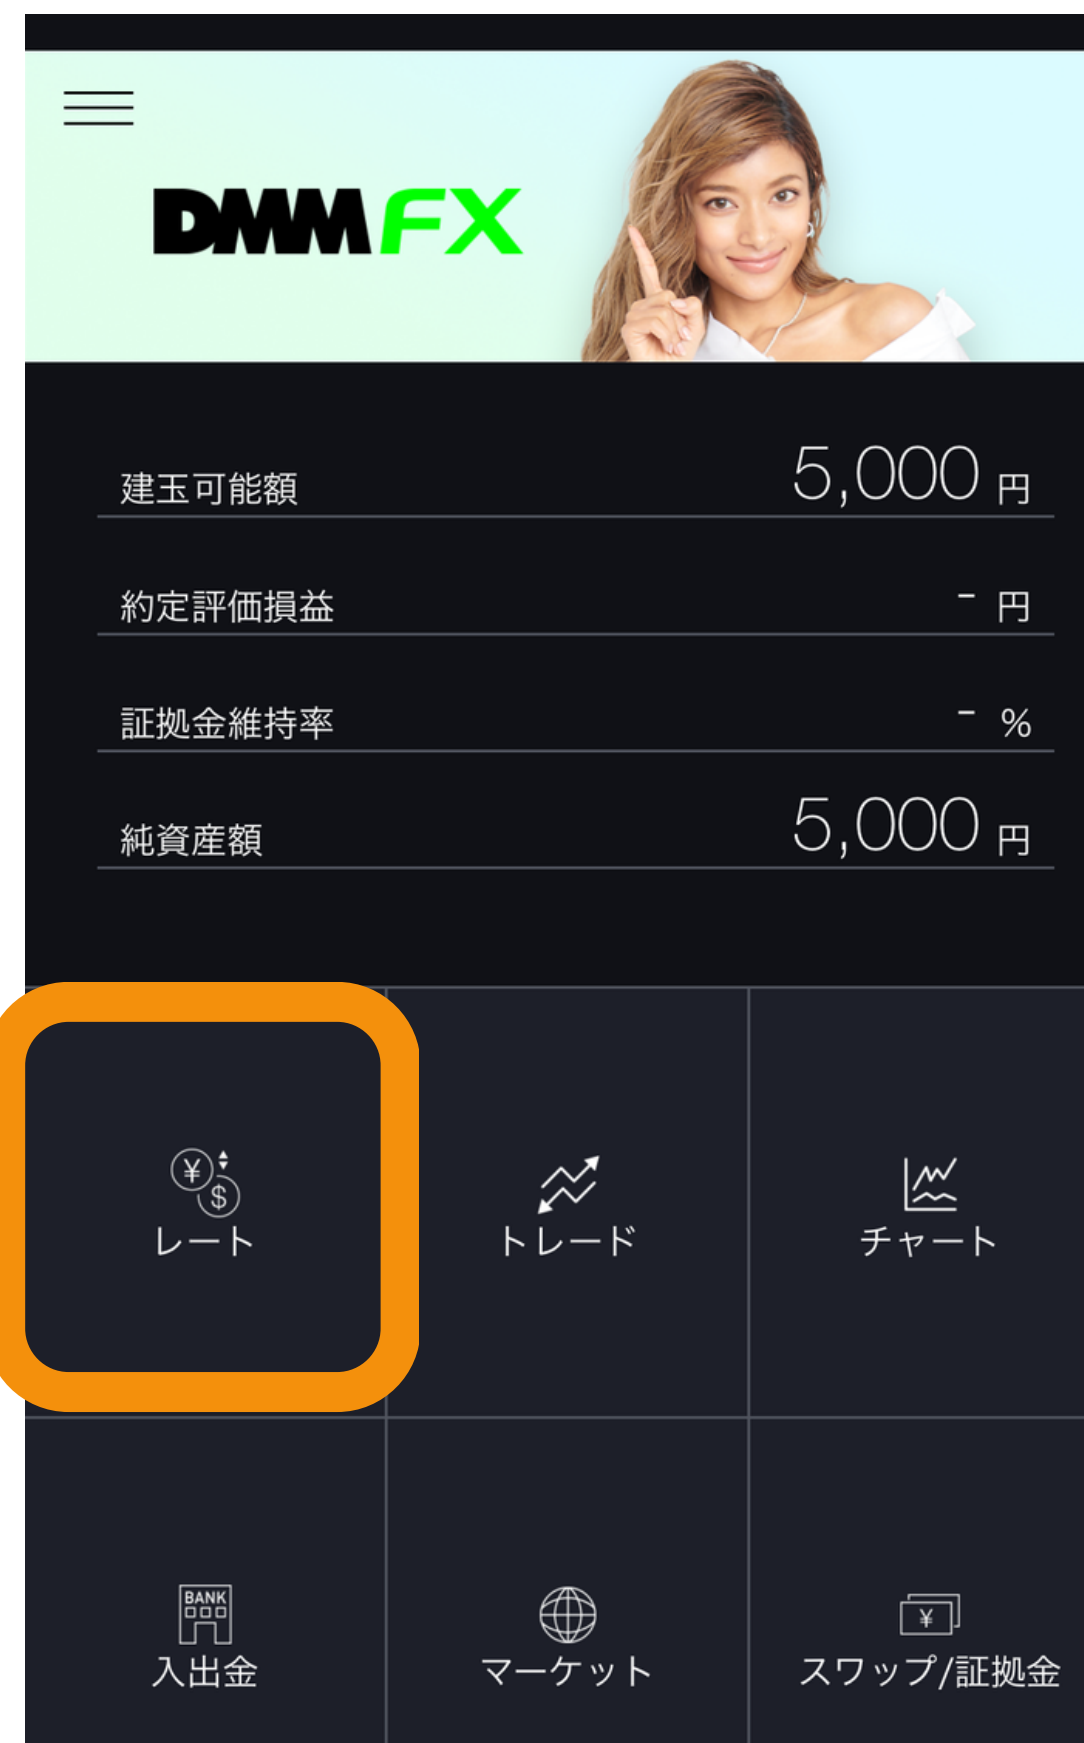 DMM FX
建玉可能額 5,000 円
約定評価損益 - 円
証拠金維持率 - %
純資産額 5,000 円
¥ $
レート
トレード
チャート
BANK
入出金
マーケット
¥
スワップ/証拠金